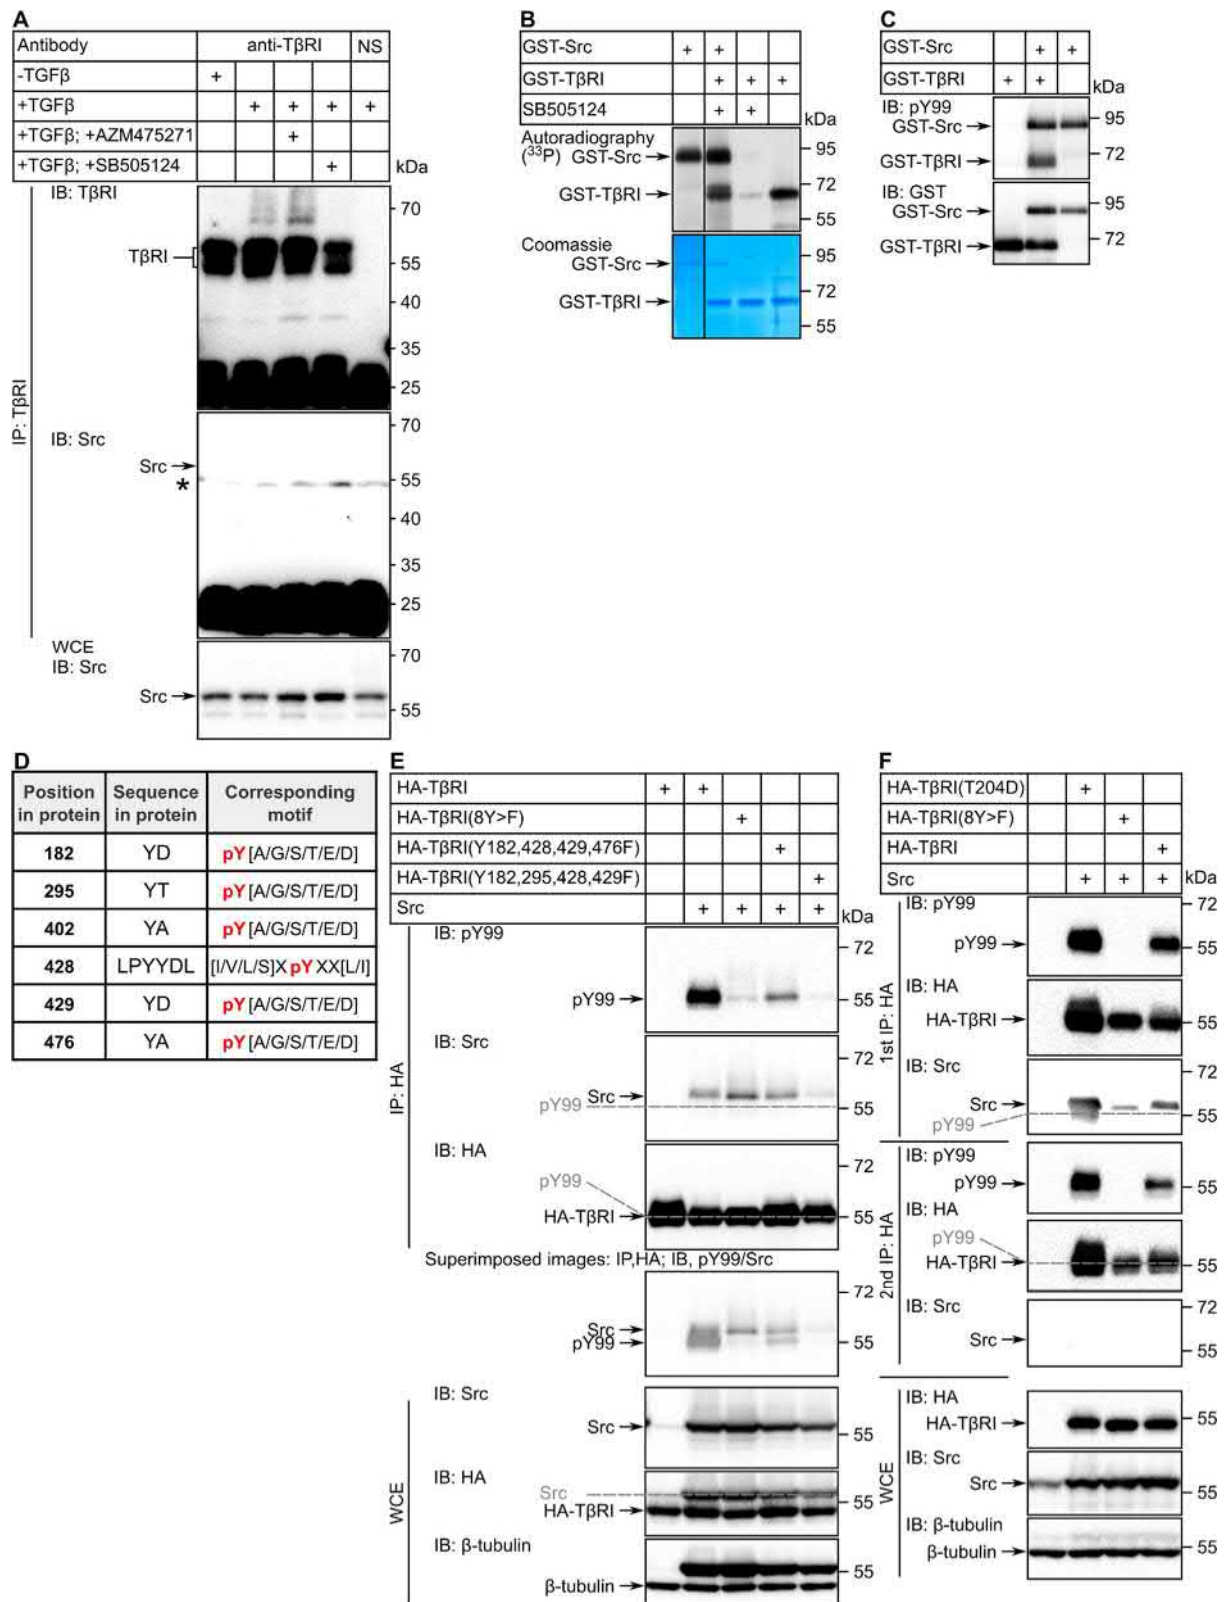 A
Antibody anti-TβRI NS
-TGFβ +
+TGFβ + + + +
+TGFβ; +AZM475271 +
+TGFβ; +SB505124 + kDa
IP: TβRI
IB: TβRI
TβRI
70
55
40
35
25
IB: Src
Src
*
70
55
40
35
25
WCE
IB: Src
Src
70
55
B
GST-Src + +
GST-TβRI + + +
SB505124 + + kDa
Autoradiography
(³³P) GST-Src
GST-TβRI
95
72
55
Coomassie
GST-Src
GST-TβRI
95
72
55
C
GST-Src + +
GST-TβRI + + kDa
IB: pY99
GST-Src
GST-TβRI
95
72
IB: GST
GST-Src
GST-TβRI
95
72
D
Position in protein Sequence in protein Corresponding motif
182 YD pY[A/G/S/T/E/D]
295 YT pY[A/G/S/T/E/D]
402 YA pY[A/G/S/T/E/D]
428 LPYYDL [I/V/L/S]XpYXX[L/I]
429 YD pY[A/G/S/T/E/D]
476 YA pY[A/G/S/T/E/D]
E
HA-TβRI + +
HA-TβRI(8Y>F) +
HA-TβRI(Y182,428,429,476F) +
HA-TβRI(Y182,295,428,429F) +
Src + + + + kDa
IP: HA
IB: pY99
pY99
72
55
IB: Src
Src
pY99
72
55
IB: HA
pY99
HA-TβRI
72
55
Superimposed images: IP,HA; IB, pY99/Src
Src
pY99
72
55
WCE
IB: Src
Src
55
IB: HA
Src
HA-TβRI
55
IB: β-tubulin
β-tubulin
55
F
HA-TβRI(T204D) +
HA-TβRI(8Y>F) +
HA-TβRI +
Src + + + kDa
1st IP: HA
IB: pY99
pY99
72
55
IB: HA
HA-TβRI
55
IB: Src
Src
pY99
72
55
2nd IP: HA
IB: pY99
pY99
55
IB: HA
pY99
HA-TβRI
55
IB: Src
Src
72
55
WCE
IB: HA
HA-TβRI
55
IB: Src
Src
55
IB: β-tubulin
β-tubulin
55